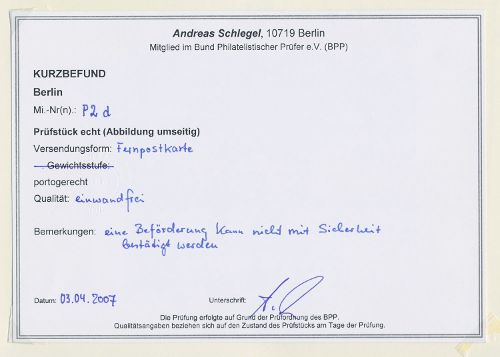 Andreas Schlegel, 10719 Berlin
Mitglied im Bund Philatelistischer Prüfer e.V. (BPP)
KURZBEFUND
Berlin
Mi.-Nr(n).: P2 d
Prüfstück echt (Abbildung umseitig)
Versendungsform: Fernpostkarte
Gewichtsstufe:
portogerecht
Qualität: einwandfrei
Bemerkungen: eine Beförderung kann nicht mit Sicherheit
bestätigt werden
Datum: 03.04.2007 Unterschrift:
Die Prüfung erfolgte auf Grund der Prüfordnung des BPP.
Qualitätsangaben beziehen sich auf den Zustand des Prüfstücks am Tage der Prüfung.